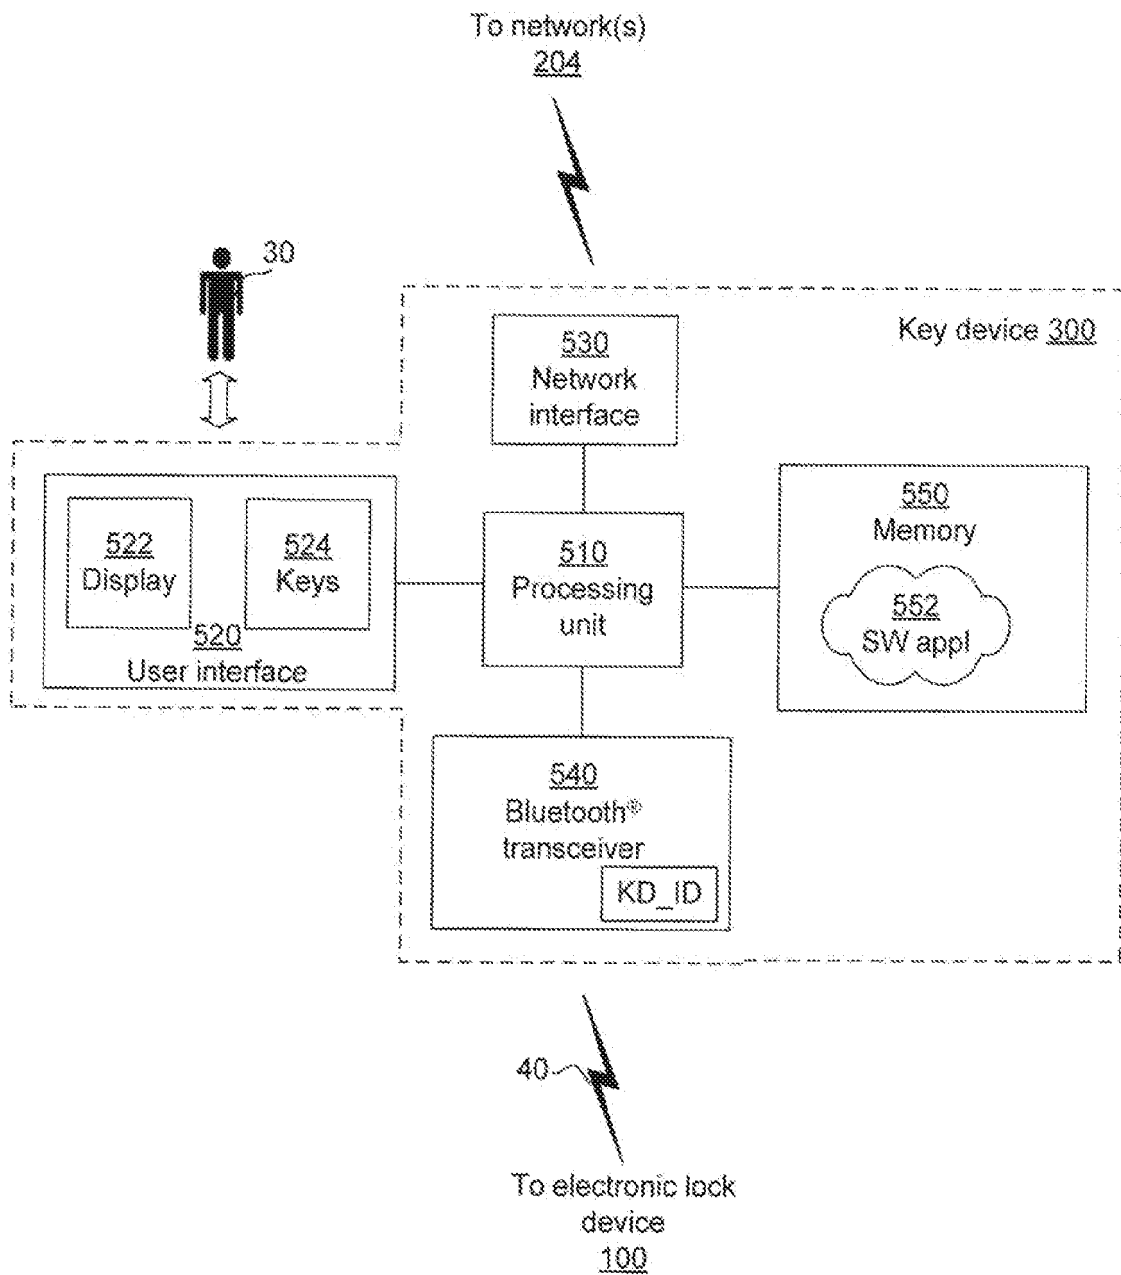 To network(s)
204
30
Key device 300
530
Network
interface
522
Display
524
Keys
520
User interface
510
Processing
unit
550
Memory
552
SW appl
540
Bluetooth®
transceiver
KD_ID
40
To electronic lock
device
100